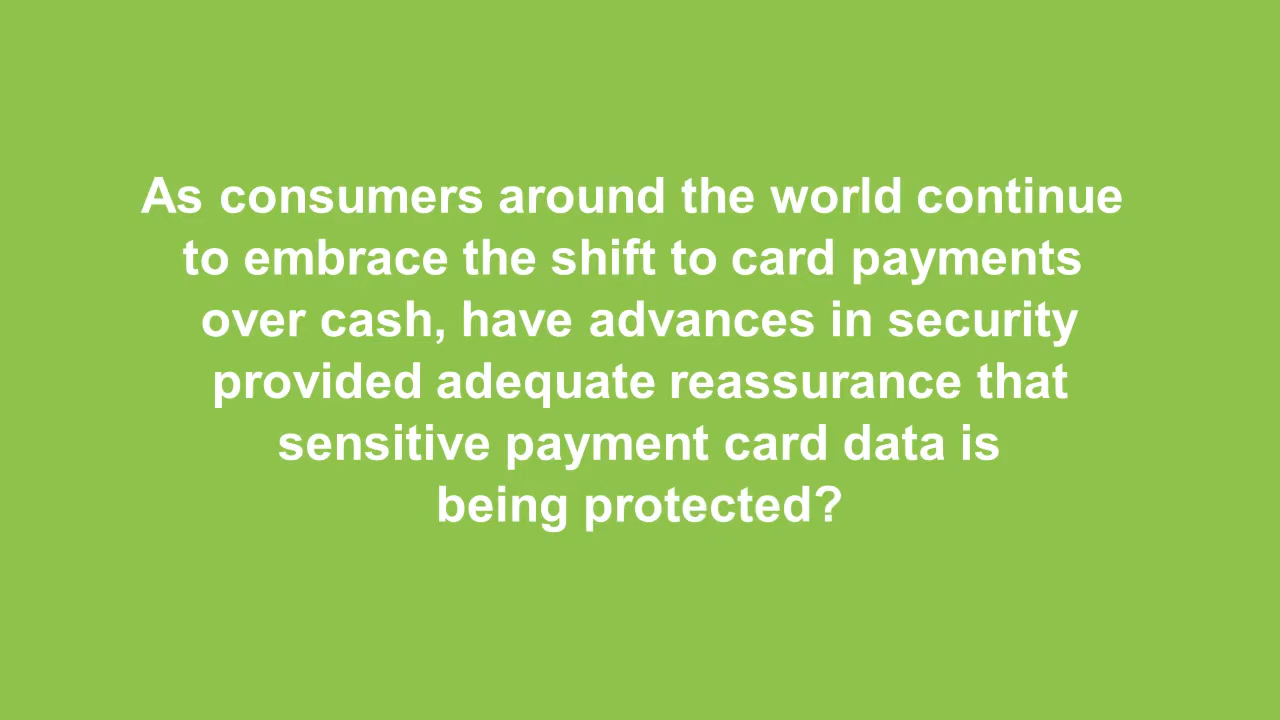 As consumers around the world continue
to embrace the shift to card payments
over cash, have advances in security
provided adequate reassurance that
sensitive payment card data is
being protected?